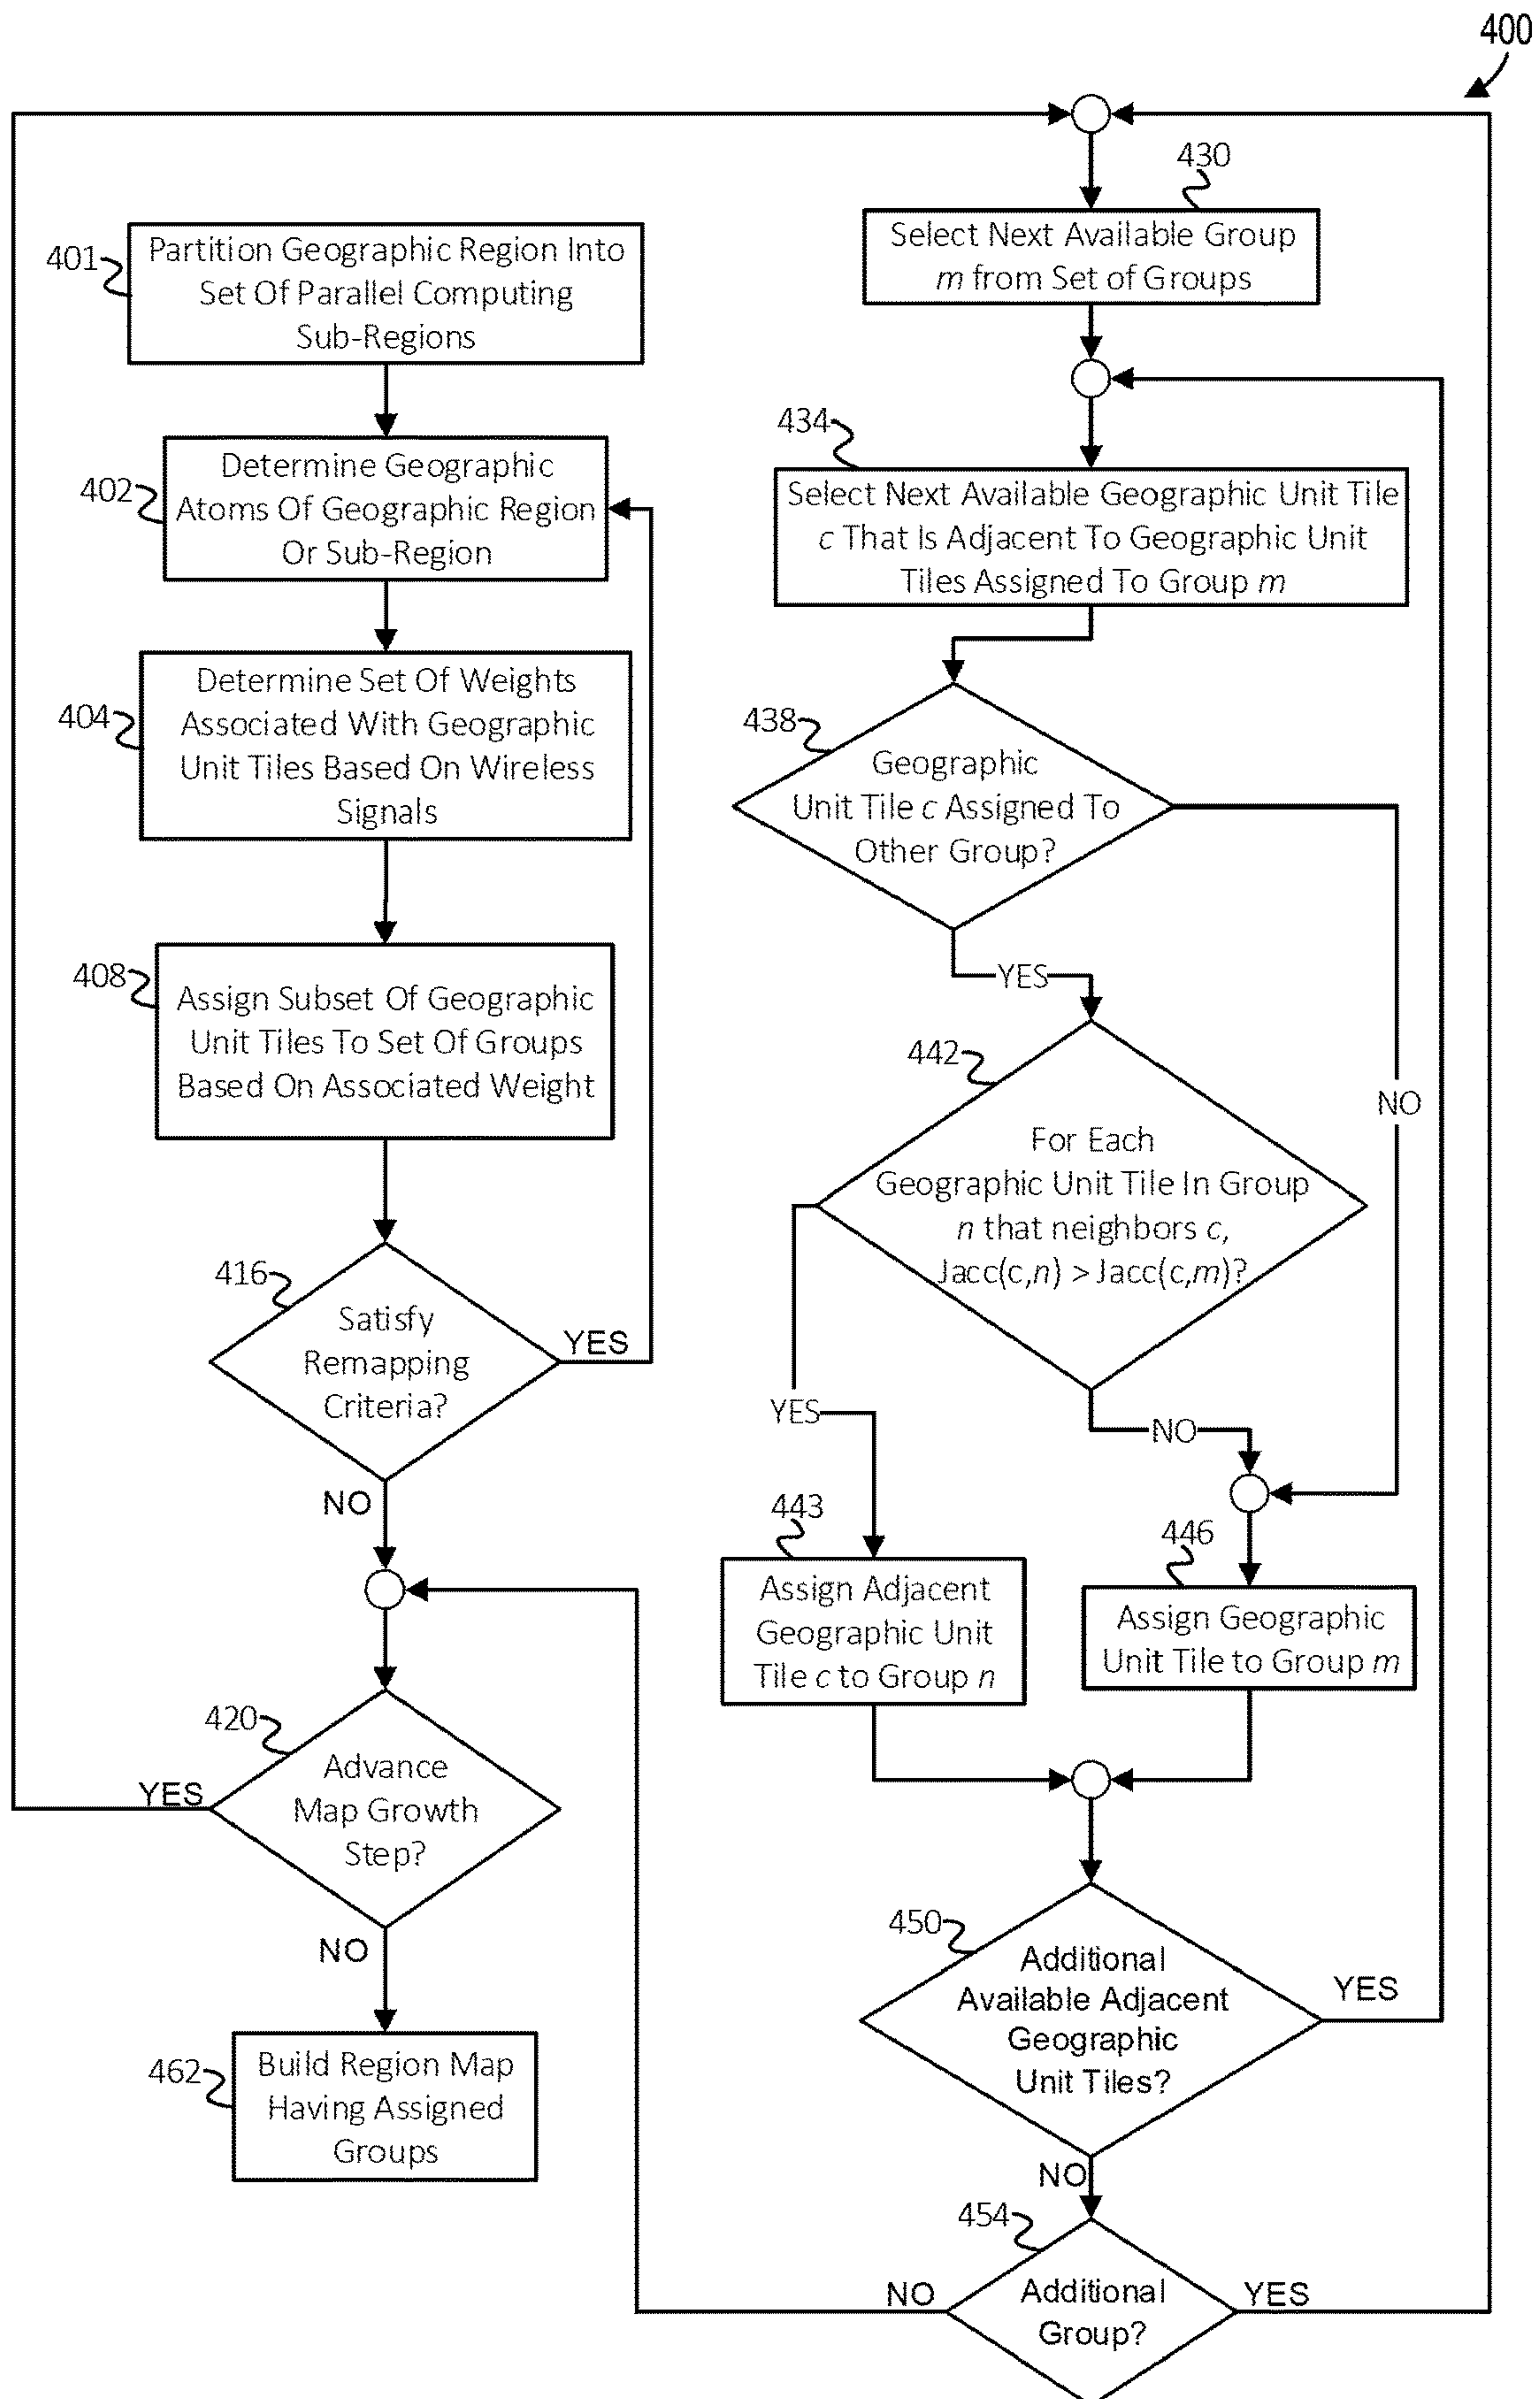 400
401
Partition Geographic Region Into
Set Of Parallel Computing
Sub-Regions
402
Determine Geographic
Atoms Of Geographic Region
Or Sub-Region
404
Determine Set Of Weights
Associated With Geographic
Unit Tiles Based On Wireless
Signals
408
Assign Subset Of Geographic
Unit Tiles To Set Of Groups
Based On Associated Weight
416
Satisfy
Remapping
Criteria?
YES
NO
420
Advance
Map Growth
Step?
YES
NO
462
Build Region Map
Having Assigned
Groups
430
Select Next Available Group
m from Set of Groups
434
Select Next Available Geographic Unit Tile
c That Is Adjacent To Geographic Unit
Tiles Assigned To Group m
438
Geographic
Unit Tile c Assigned To
Other Group?
YES
NO
442
For Each
Geographic Unit Tile In Group
n that neighbors c,
Jacc(c,n) > Jacc(c,m)?
YES
NO
443
Assign Adjacent
Geographic Unit
Tile c to Group n
446
Assign Geographic
Unit Tile to Group m
450
Additional
Available Adjacent
Geographic
Unit Tiles?
YES
NO
454
Additional
Group?
NO
YES